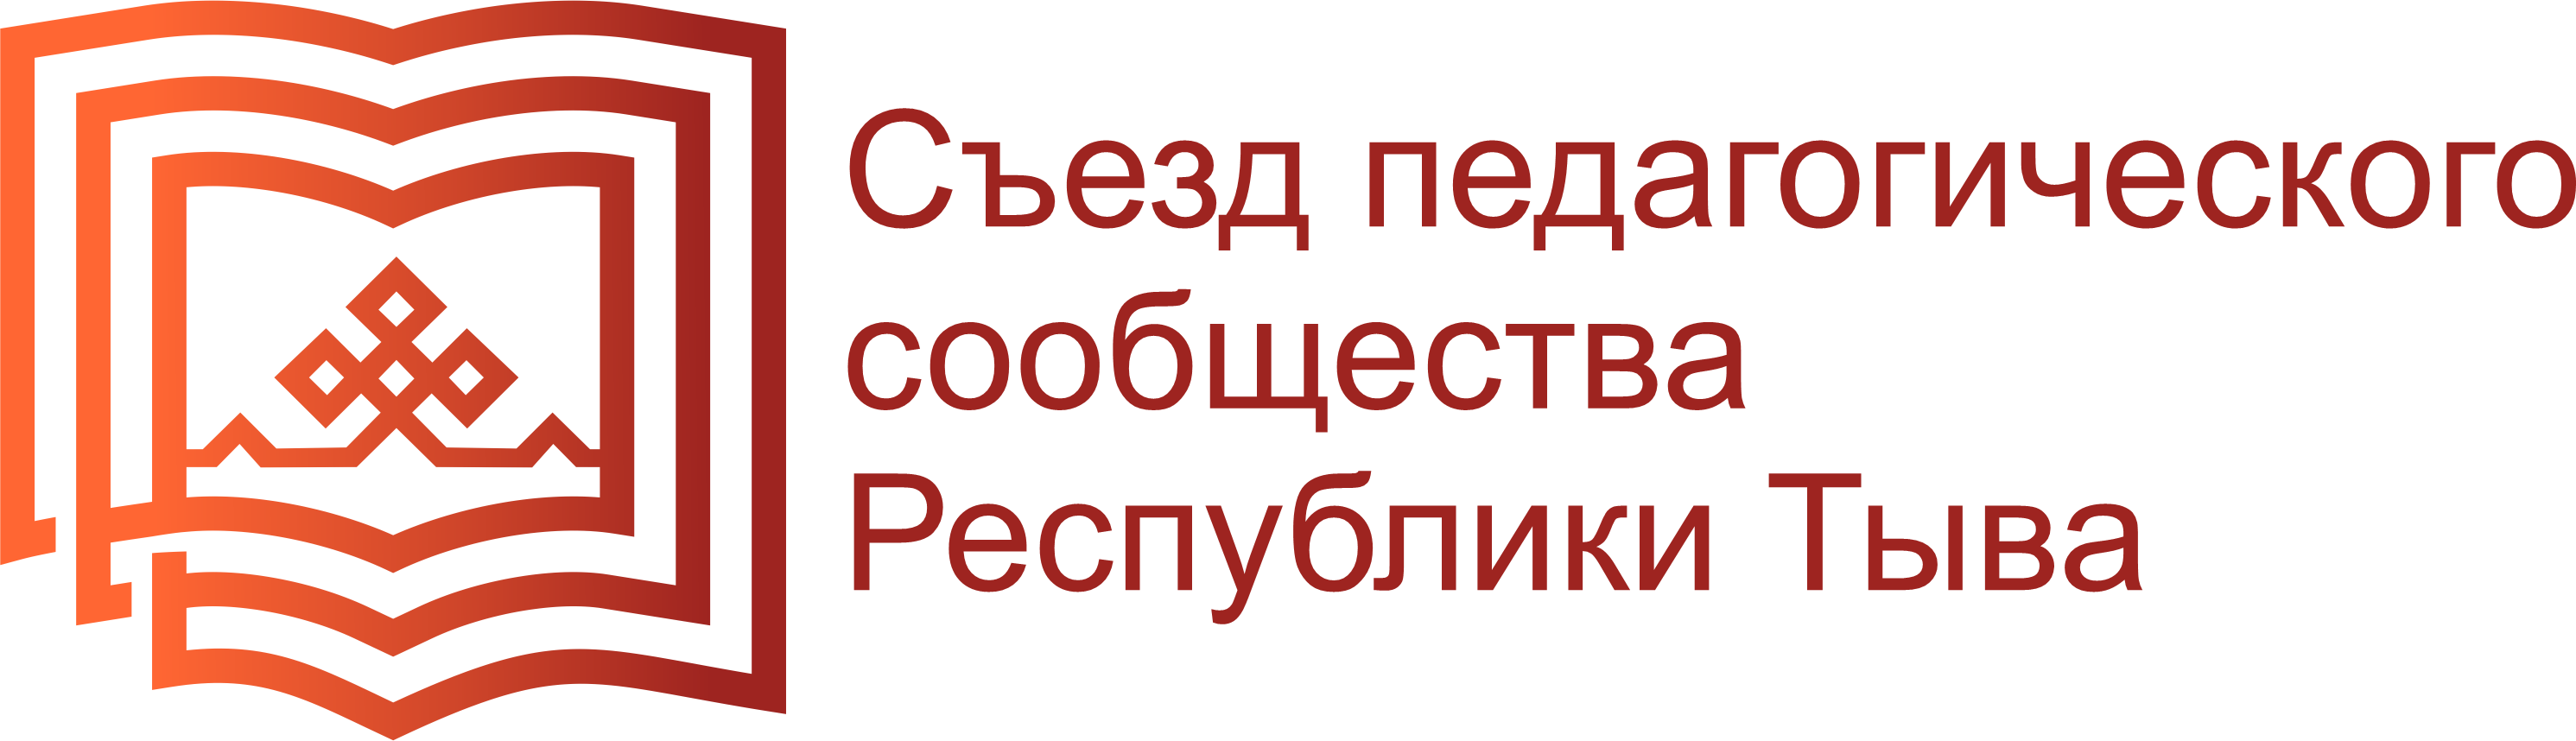 Съезд педагогического
сообщества
Республики Тыва